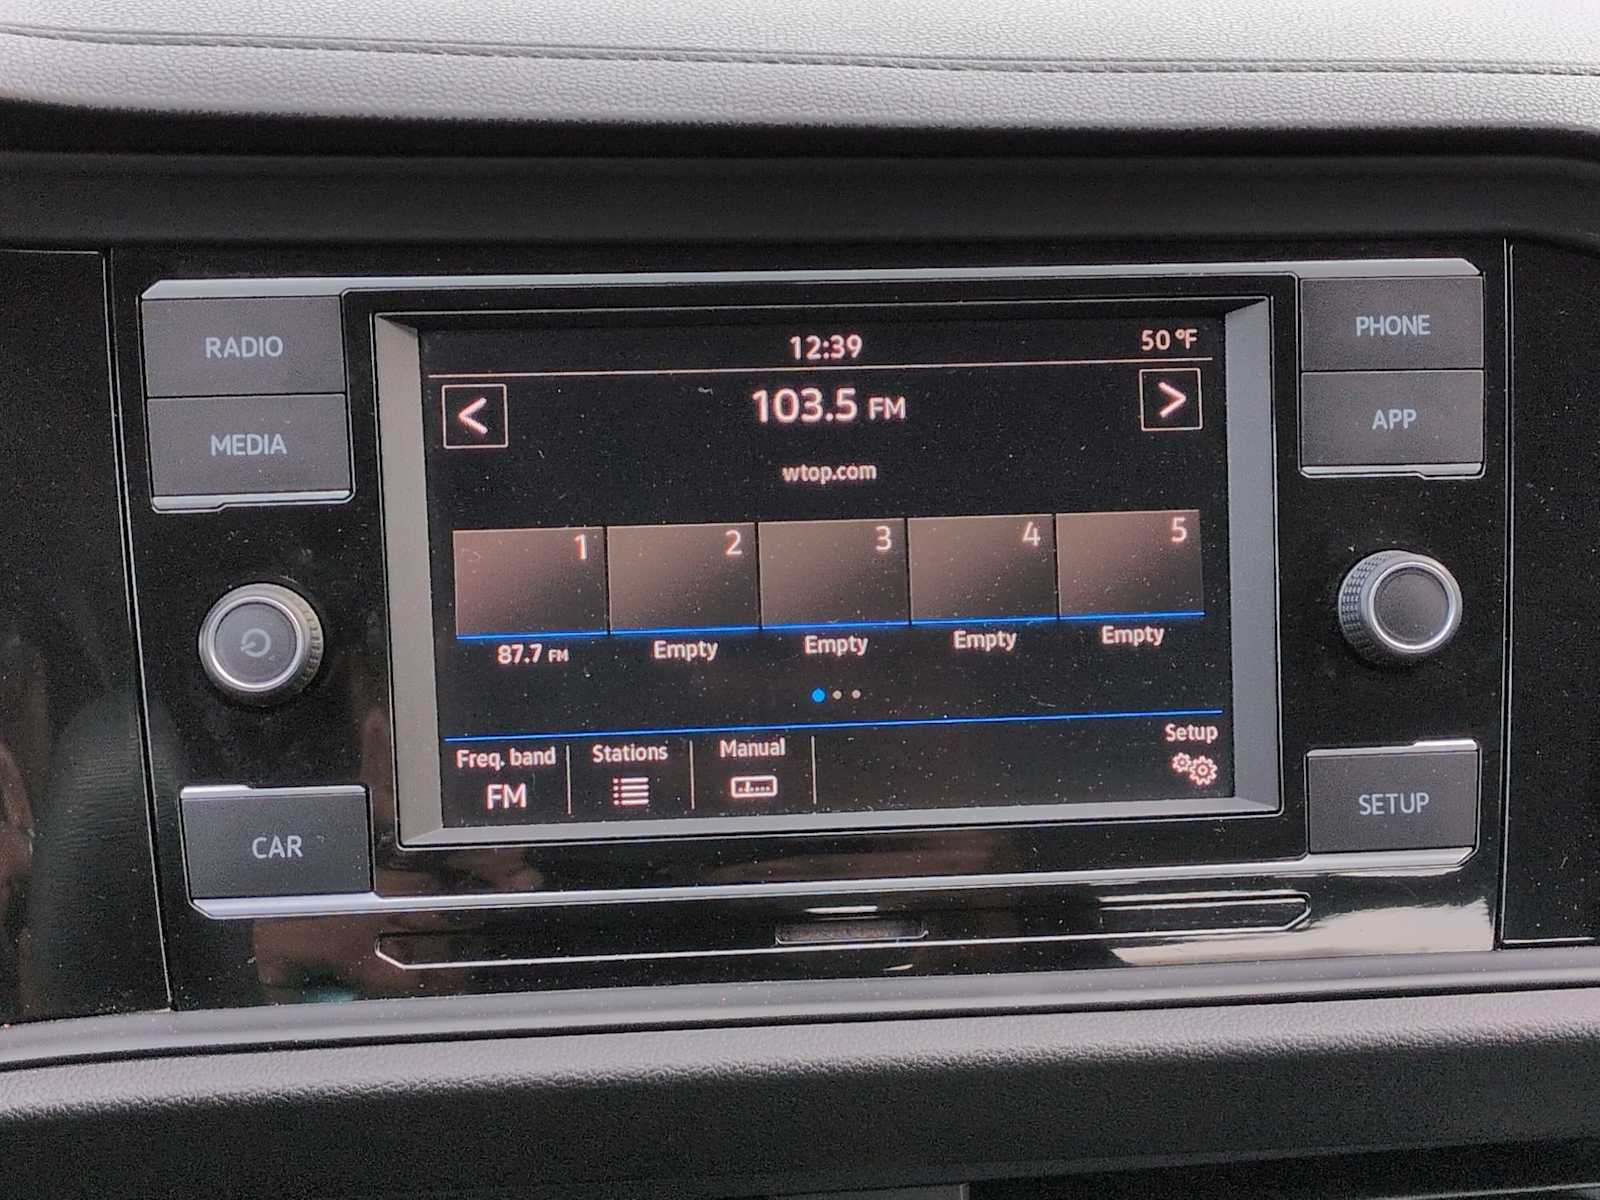 RADIO
MEDIA
CAR
12:39
50°F
<
103.5 FM
>
wtop.com
1
2
3
4
5
87.7 FM
Empty
Empty
Empty
Empty
Freq. band
FM
Stations
Manual
Setup
PHONE
APP
SETUP